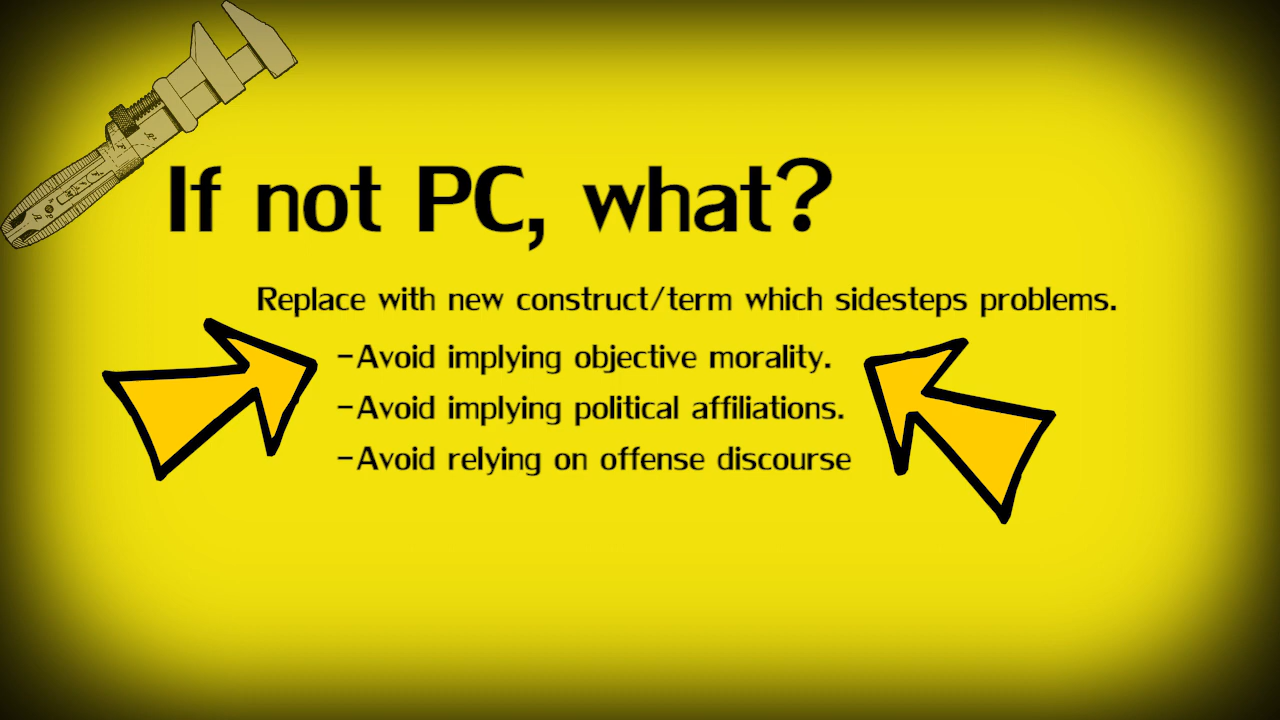 If not PC, what?
Replace with new construct/term which sidesteps problems.
-Avoid implying objective morality.
-Avoid implying political affiliations.
-Avoid relying on offense discourse